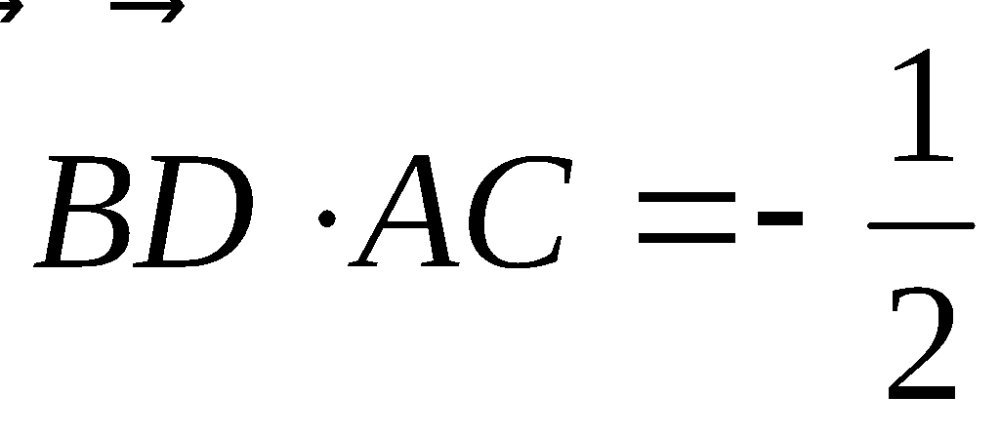 → →
BD · AC = - 1/2